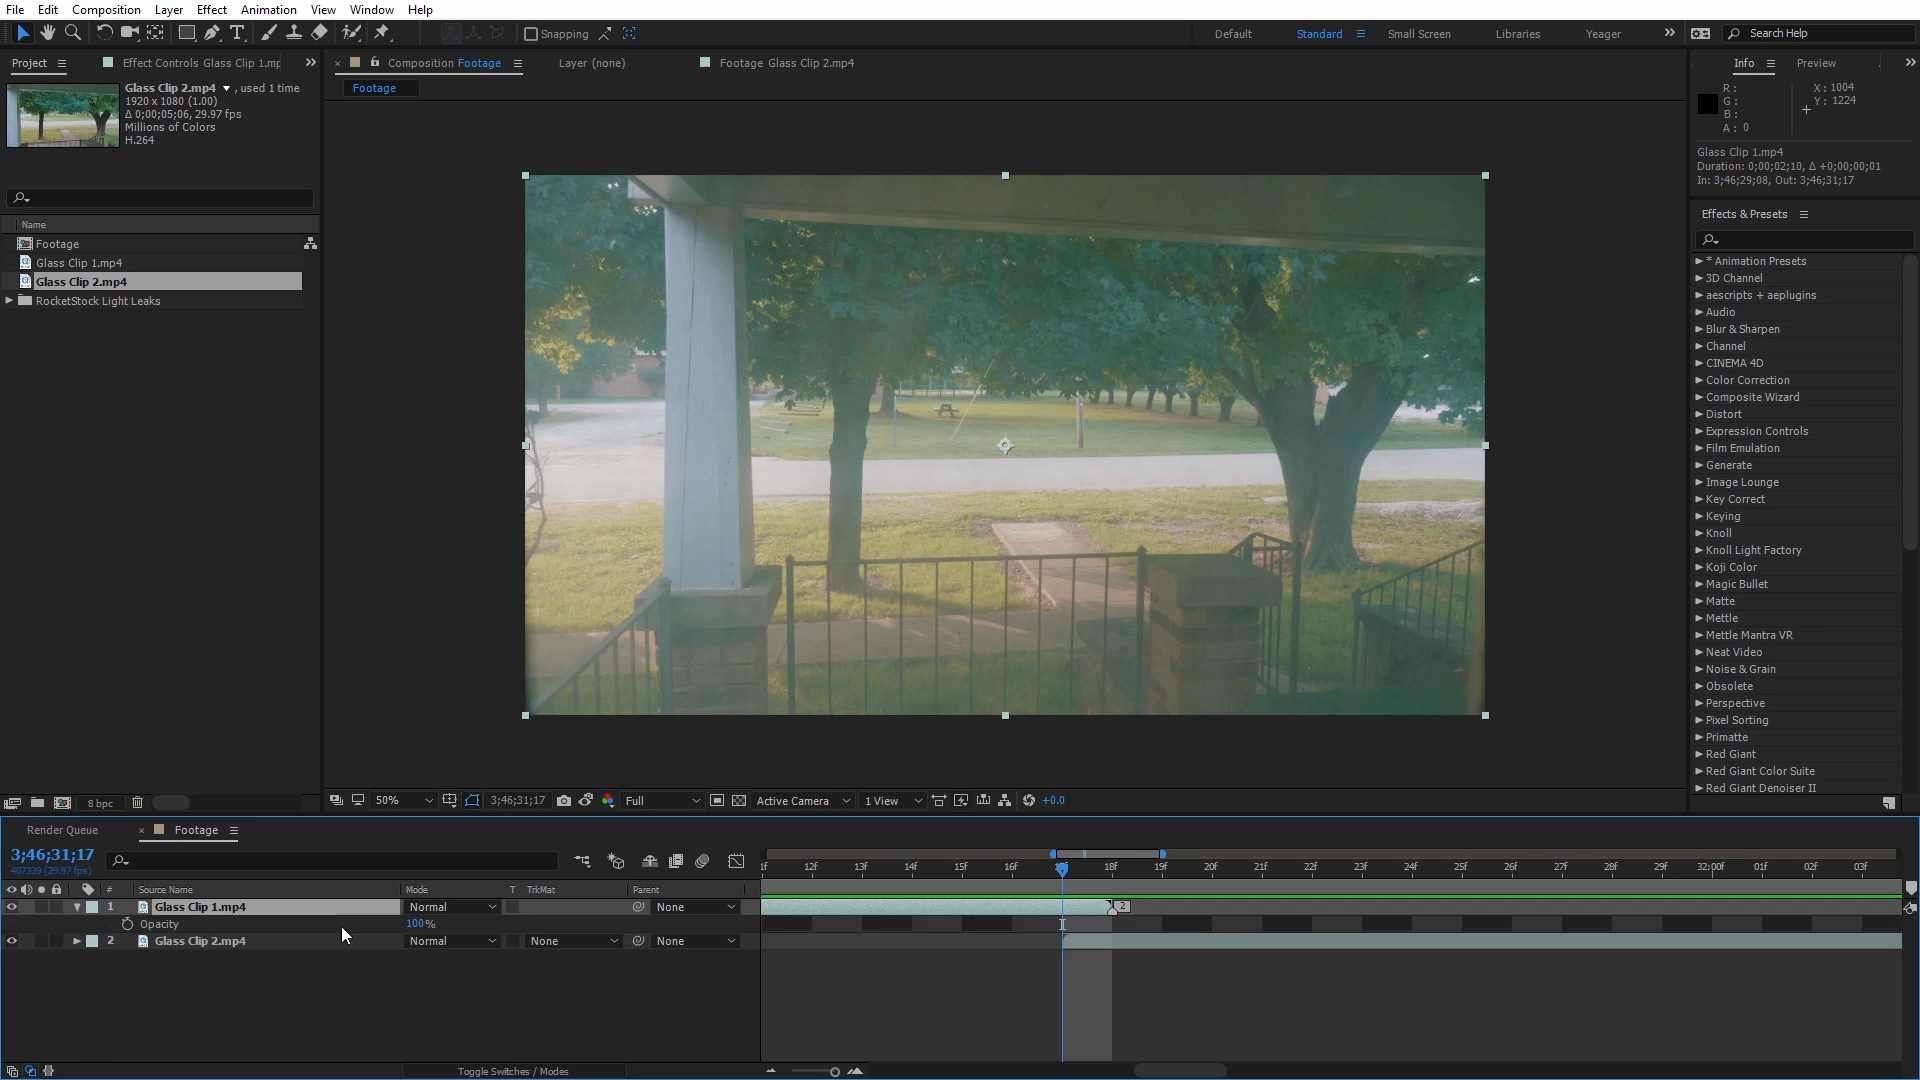 File Edit Composition Layer Effect Animation View Window Help
Snapping
Default Standard Small Screen Libraries Yeager Search Help
Project Effect Controls Glass Clip 1.mp
Composition Footage Layer (none) Footage Glass Clip 2.mp4
Footage
Glass Clip 2.mp4 , used 1 time
1920 x 1080 (1.00)
Δ 0;00;05;06, 29.97 fps
Millions of Colors
H.264
Name
Footage
Glass Clip 1.mp4
Glass Clip 2.mp4
RocketStock Light Leaks
8 bpc
Info Preview
R :
G :
B :
A : 0
X : 1004
Y : 1224
Glass Clip 1.mp4
Duration: 0;00;02;10, Δ +0;00;00;01
In: 3;46;29;08, Out: 3;46;31;17
Effects & Presets
* Animation Presets
3D Channel
aescripts + aeplugins
Audio
Blur & Sharpen
Channel
CINEMA 4D
Color Correction
Composite Wizard
Distort
Expression Controls
Film Emulation
Generate
Image Lounge
Key Correct
Keying
Knoll
Knoll Light Factory
Koji Color
Magic Bullet
Matte
Mettle
Mettle Mantra VR
Neat Video
Noise & Grain
Obsolete
Perspective
Pixel Sorting
Primatte
Red Giant
Red Giant Color Suite
Red Giant Denoiser II
50% 3;46;31;17 Full Active Camera 1 View +0.0
Render Queue Footage
3;46;31;17
407339 (29.97 fps)
12f 13f 14f 15f 16f 18f 19f 20f 21f 22f 23f 24f 25f 26f 27f 28f 29f 32:00f 01f 02f 03f
# Source Name Mode T TrkMat Parent
1 Glass Clip 1.mp4 Normal None 2
Opacity 100 %
2 Glass Clip 2.mp4 Normal None None
Toggle Switches / Modes